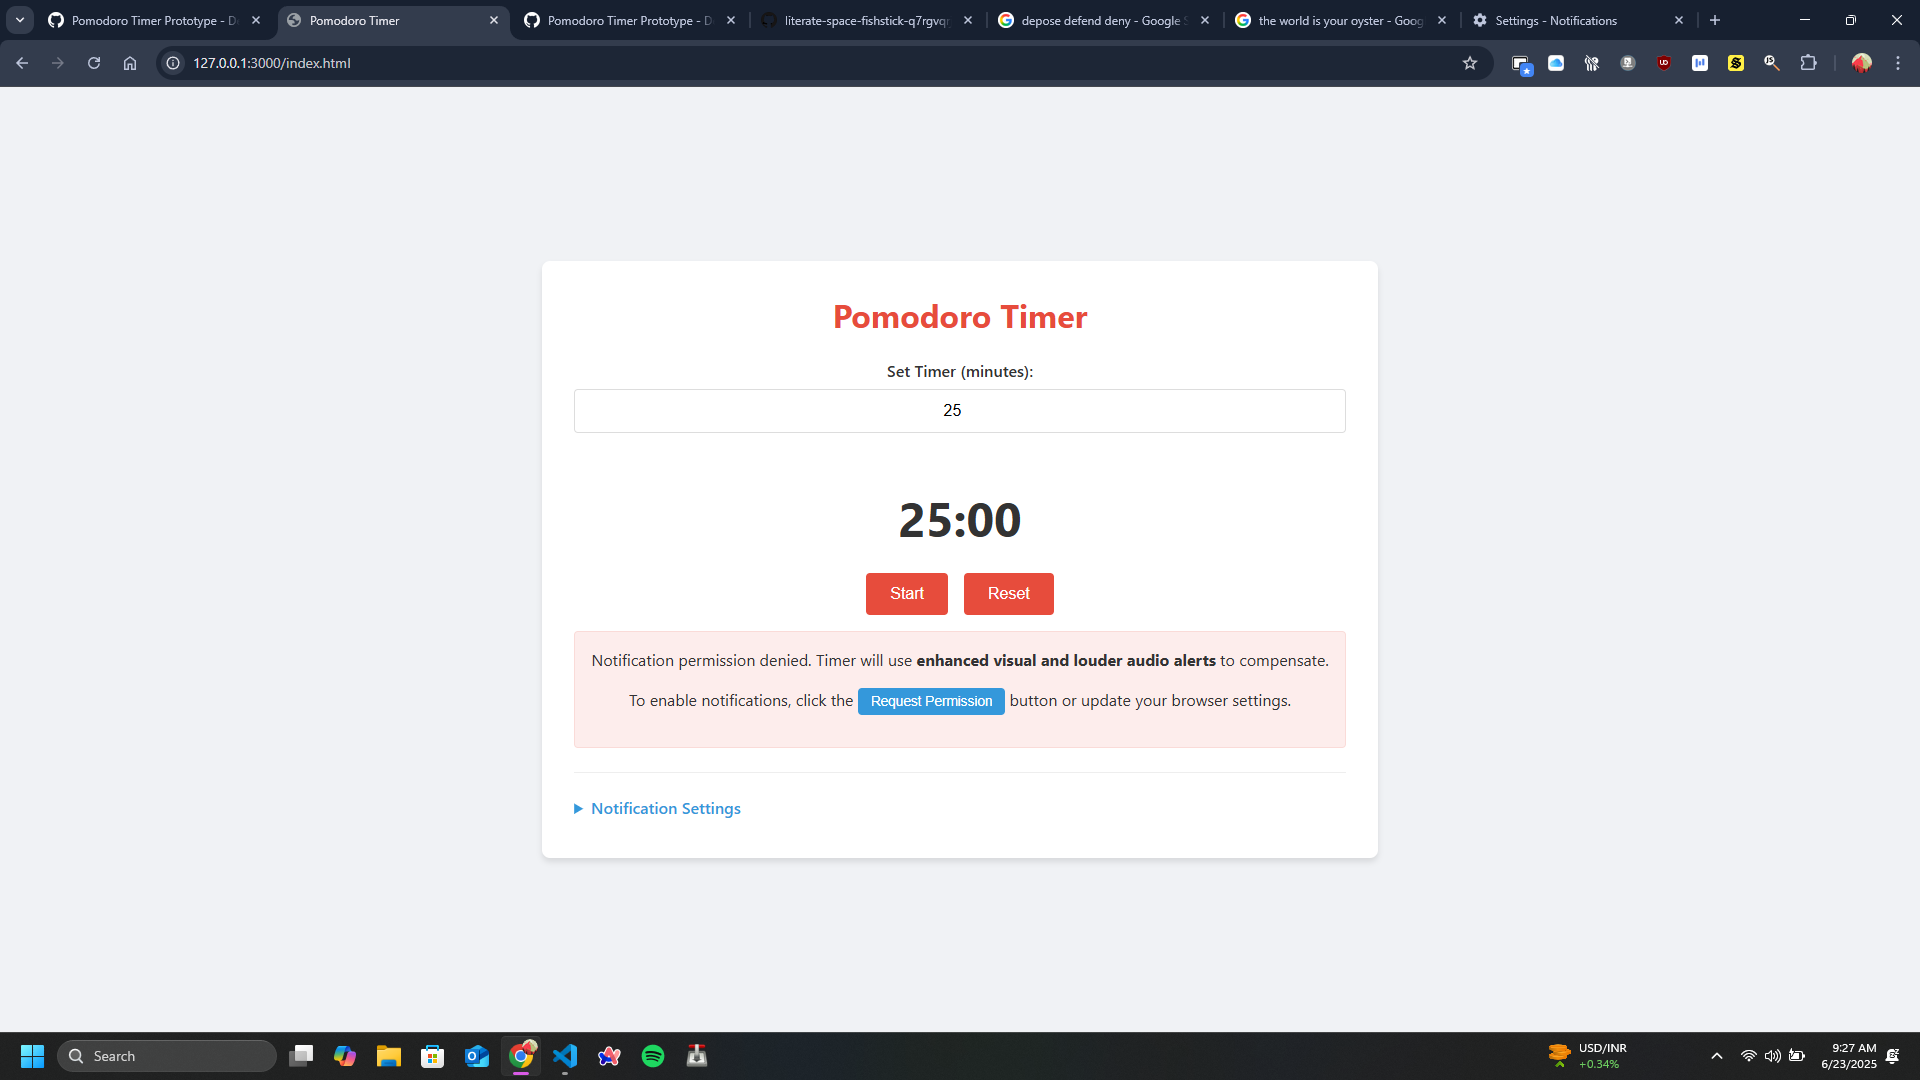 Pomodoro Timer Prototype - D
Pomodoro Timer
Pomodoro Timer Prototype - D
literate-space-fishstick-q7rgvq
depose defend deny - Google S
the world is your oyster - Goog
Settings - Notifications
127.0.0.1:3000/index.html
Pomodoro Timer
Set Timer (minutes):
25
25:00
Start
Reset
Notification permission denied. Timer will use enhanced visual and louder audio alerts to compensate.
To enable notifications, click the Request Permission button or update your browser settings.
Notification Settings
Search
USD/INR
+0.34%
9:27 AM
6/23/2025